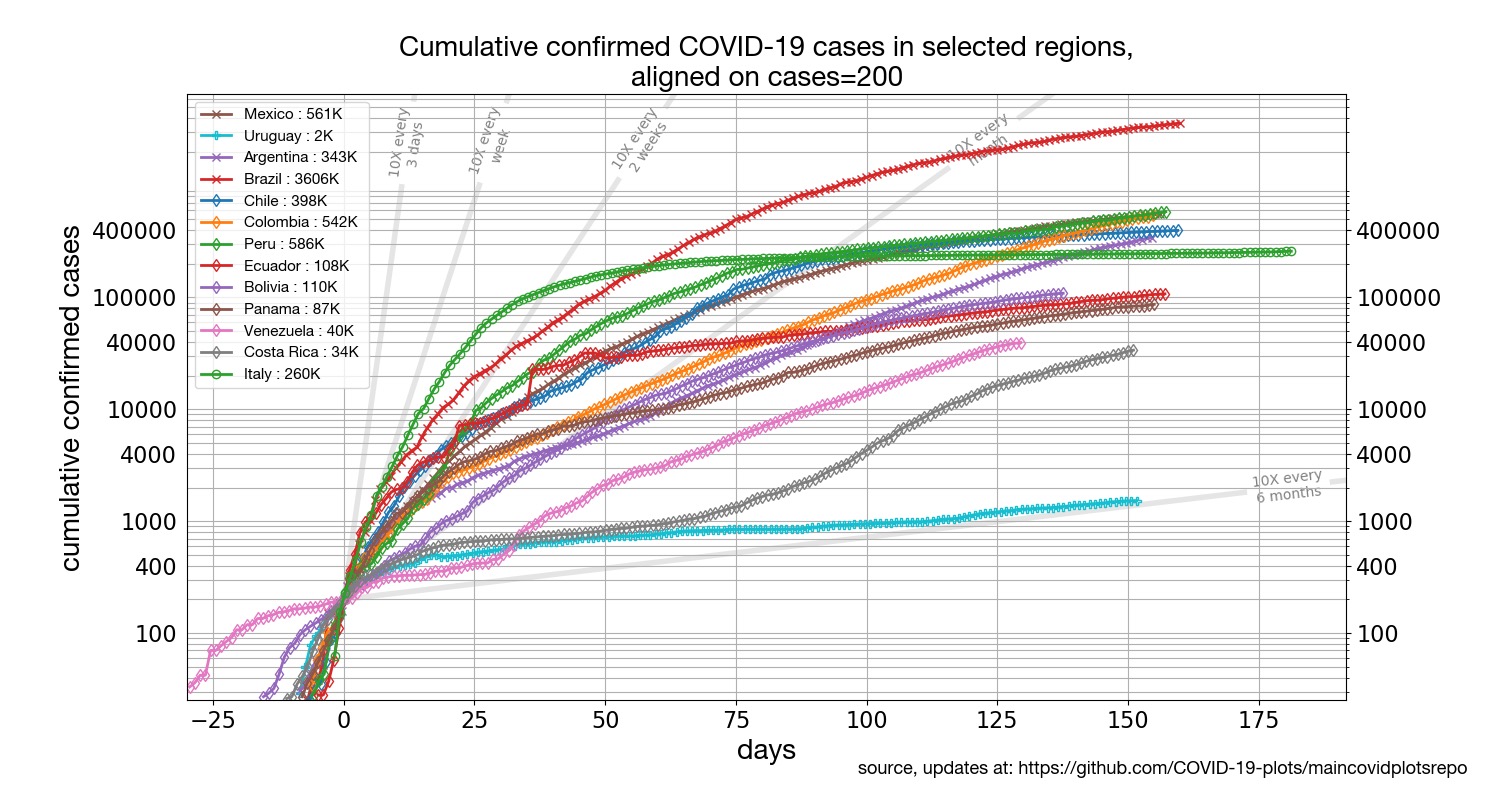 Cumulative confirmed COVID-19 cases in selected regions,
aligned on cases=200
Mexico : 561K
Uruguay : 2K
Argentina : 343K
Brazil : 3606K
Chile : 398K
Colombia : 542K
Peru : 586K
Ecuador : 108K
Bolivia : 110K
Panama : 87K
Venezuela : 40K
Costa Rica : 34K
Italy : 260K
10X every
3 days
10X every
week
10X every
2 weeks
10X every
month
10X every
6 months
cumulative confirmed cases
400000
100000
40000
10000
4000
1000
400
100
400000
100000
40000
10000
4000
1000
400
100
−25
0
25
50
75
100
125
150
175
days
source, updates at: https://github.com/COVID-19-plots/maincovidplotsrepo